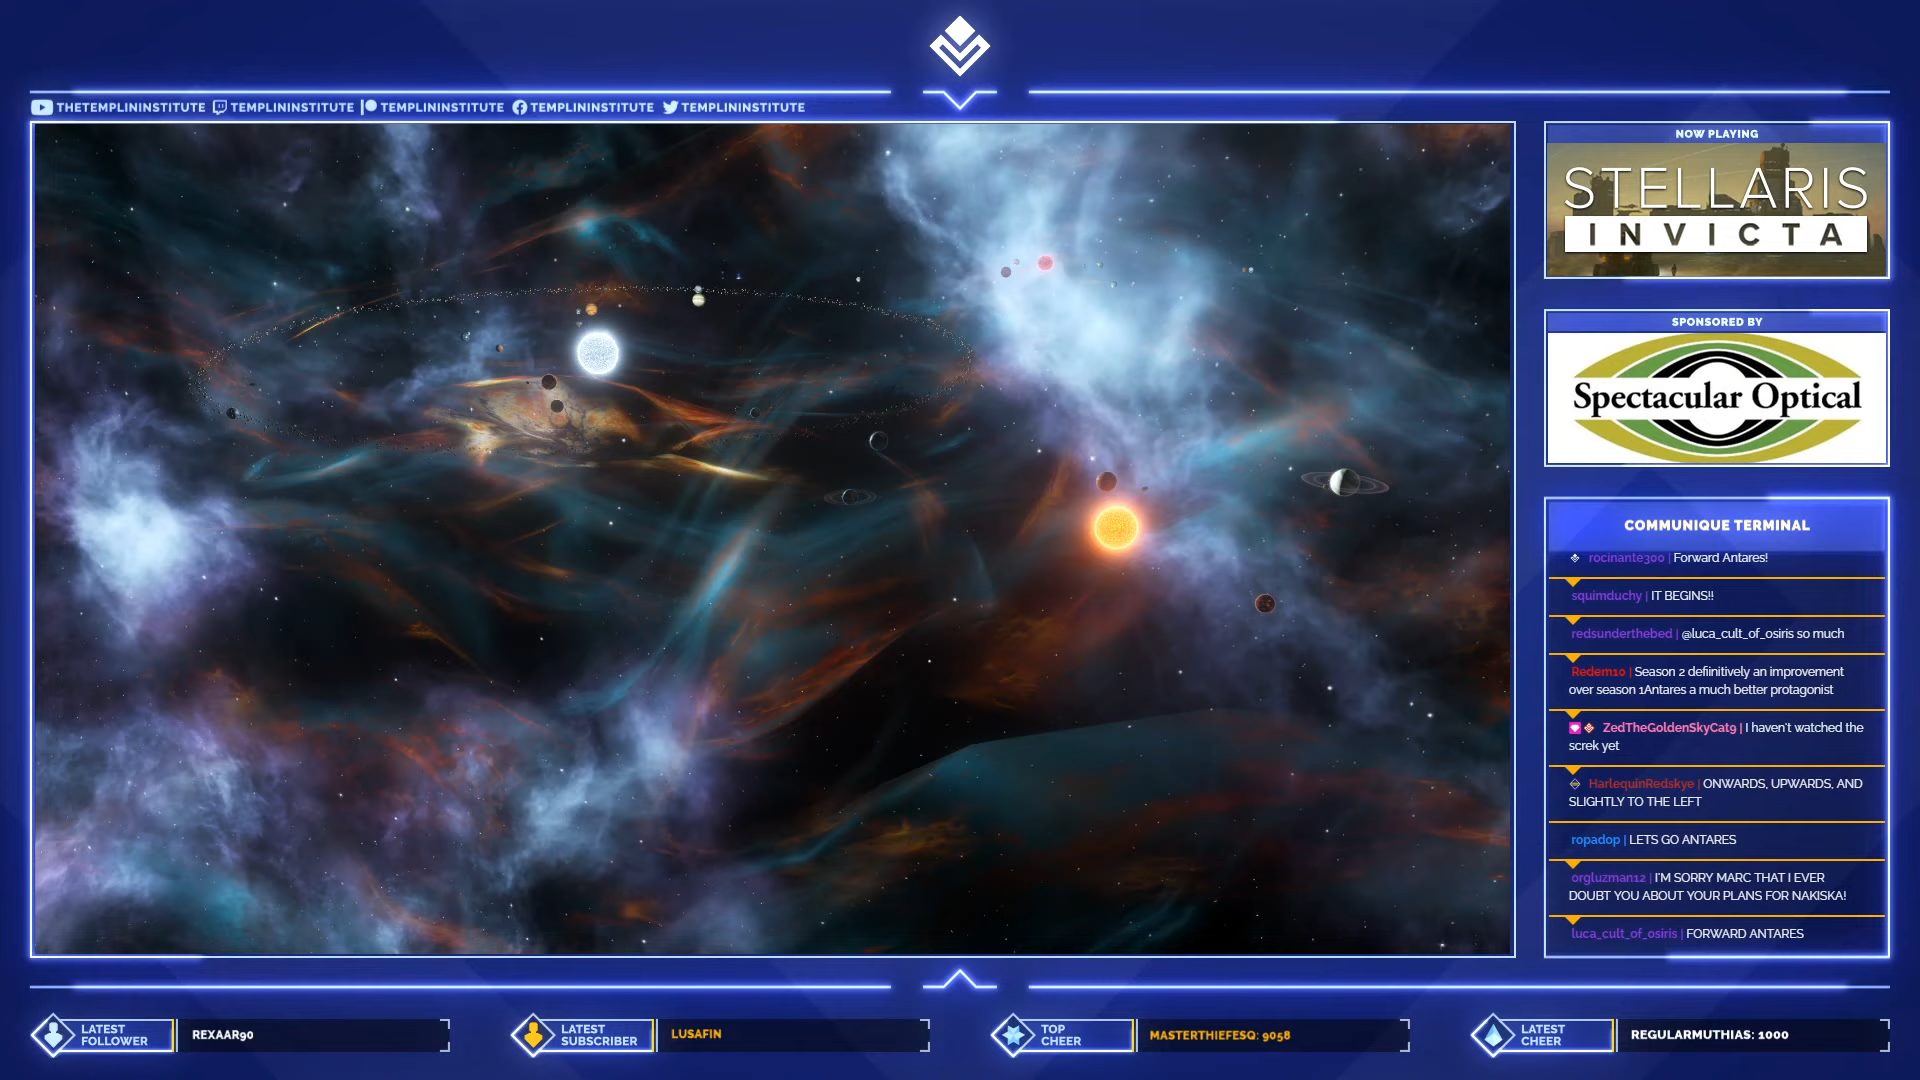 THETEMPLININSTITUTE TEMPLININSTITUTE TEMPLININSTITUTE TEMPLININSTITUTE TEMPLININSTITUTE
NOW PLAYING
STELLARIS
INVICTA
SPONSORED BY
Spectacular Optical
COMMUNIQUE TERMINAL
rocinante300 | Forward Antares!
squimduchy | IT BEGINS!!
redsunderthebed | @luca_cult_of_osiris so much
Redem10 | Season 2 defiinitively an improvement
over season 1Antares a much better protagonist
ZedTheGoldenSkyCat9 | I haven't watched the
screk yet
HarlequinRedskye | ONWARDS, UPWARDS, AND
SLIGHTLY TO THE LEFT
ropadop | LETS GO ANTARES
orgluzman12 | I'M SORRY MARC THAT I EVER
DOUBT YOU ABOUT YOUR PLANS FOR NAKISKA!
luca_cult_of_osiris | FORWARD ANTARES
LATEST
FOLLOWER
REXAAR90
LATEST
SUBSCRIBER
LUSAFIN
TOP
CHEER
MASTERTHIEFESQ: 9058
LATEST
CHEER
REGULARMUTHIAS: 1000